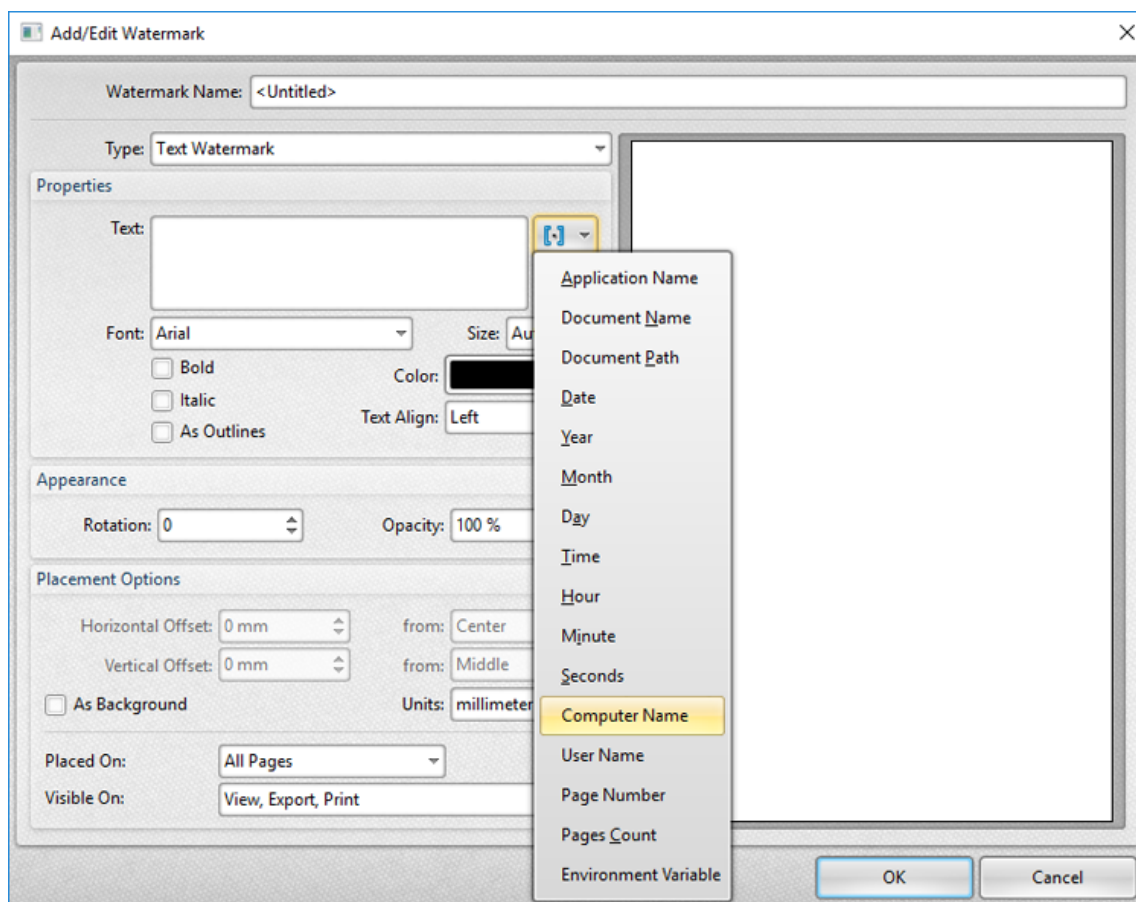 Add/Edit Watermark
Watermark Name: <Untitled>
Type: Text Watermark
Properties
Text:
Font: Arial
Size: Au
Bold
Italic
As Outlines
Color:
Text Align: Left
Appearance
Rotation: 0
Opacity: 100 %
Placement Options
Horizontal Offset: 0 mm
from: Center
Vertical Offset: 0 mm
from: Middle
As Background
Units: millimeter
Placed On: All Pages
Visible On: View, Export, Print
Application Name
Document Name
Document Path
Date
Year
Month
Day
Time
Hour
Minute
Seconds
Computer Name
User Name
Page Number
Pages Count
Environment Variable
OK
Cancel